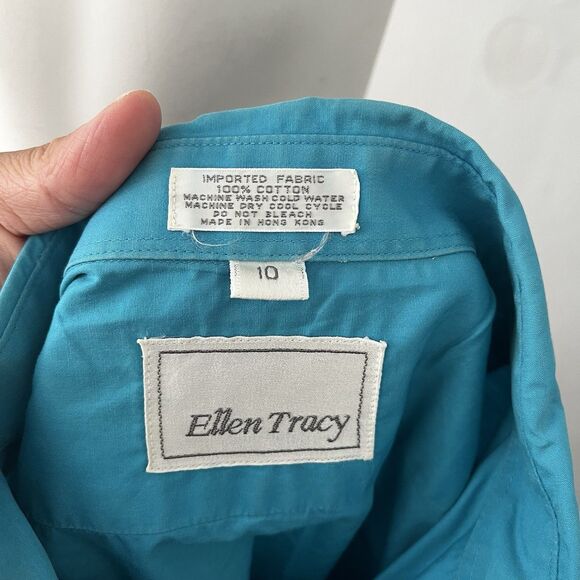 IMPORTED FABRIC
100% COTTON
MACHINE WASH COLD WATER
MACHINE DRY COOL CYCLE
DO NOT BLEACH
MADE IN HONG KONG
10
Ellen Tracy